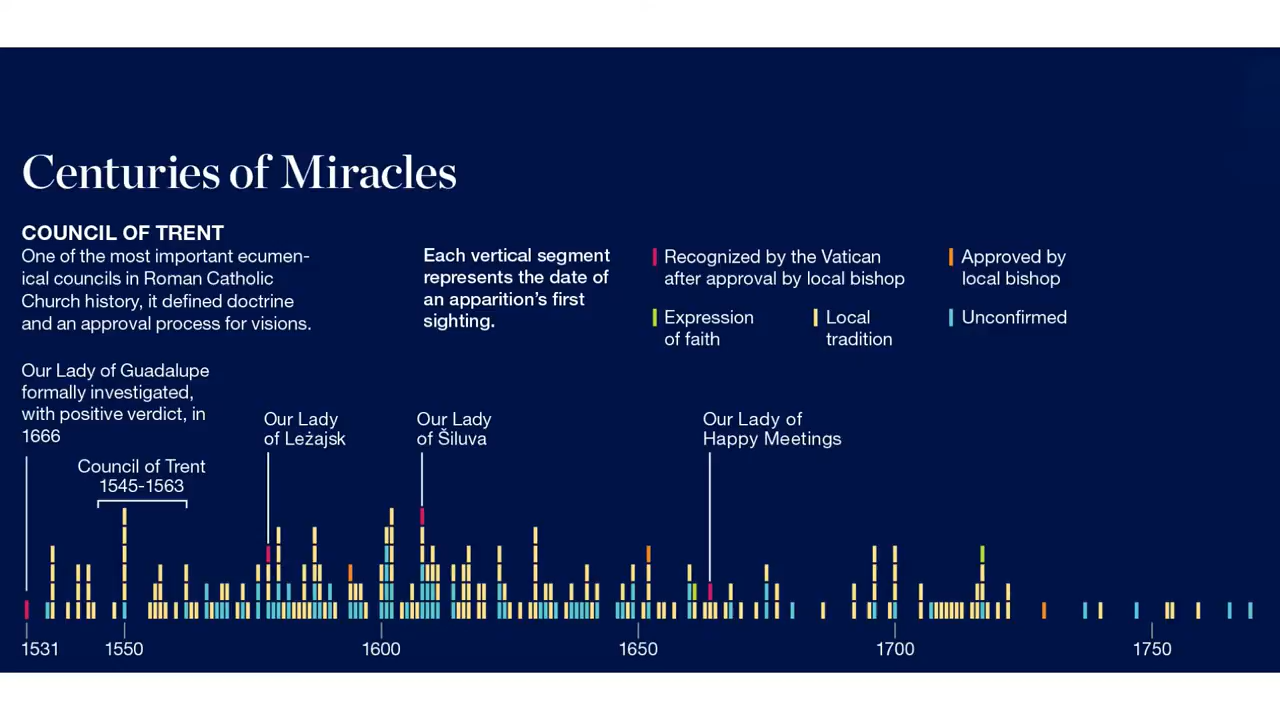 Centuries of Miracles
COUNCIL OF TRENT
One of the most important ecumen-
ical councils in Roman Catholic
Church history, it defined doctrine
and an approval process for visions.
Each vertical segment
represents the date of
an apparition’s first
sighting.
Recognized by the Vatican
after approval by local bishop
Approved by
local bishop
Expression
of faith
Local
tradition
Unconfirmed
Our Lady of Guadalupe
formally investigated,
with positive verdict, in
1666
Council of Trent
1545-1563
Our Lady
of Leżajsk
Our Lady
of Šiluva
Our Lady of
Happy Meetings
1531
1550
1600
1650
1700
1750